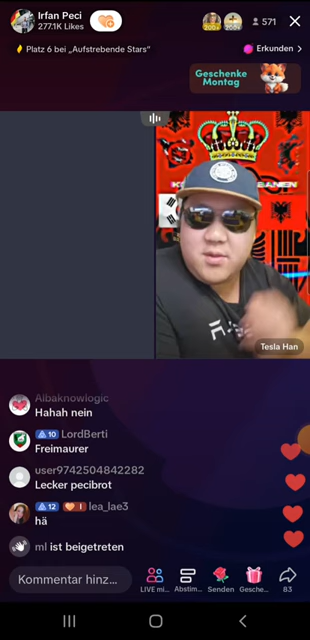 Irfan Peci
277.1K Likes
571
Platz 6 bei „Aufstrebende Stars“
Erkunden
Geschenke
Montag
Tesla Han
Albaknowlogic
Hahah nein
10 LordBerti
Freimaurer
user9742504842282
Lecker pecibrot
12 I lea_lae3
hä
ml ist beigetreten
Kommentar hinz...
LIVE mi...
Abstim...
Senden
Gesche...
83